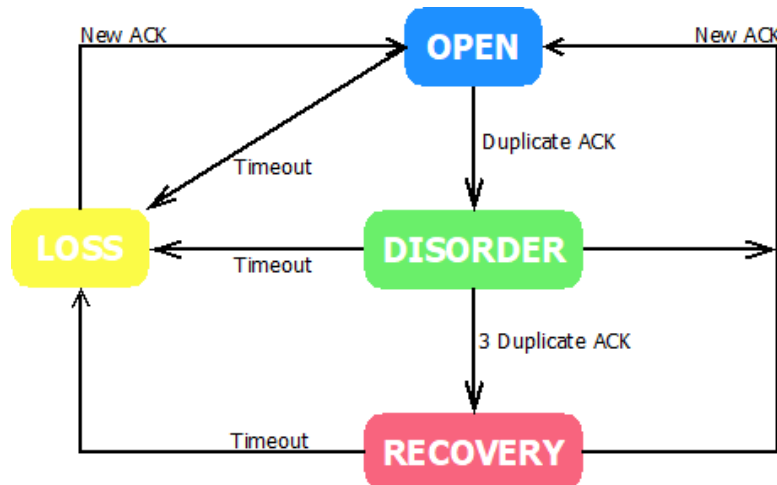 New ACK
OPEN
New ACK
Duplicate ACK
Timeout
LOSS
DISORDER
Timeout
3 Duplicate ACK
Timeout
RECOVERY